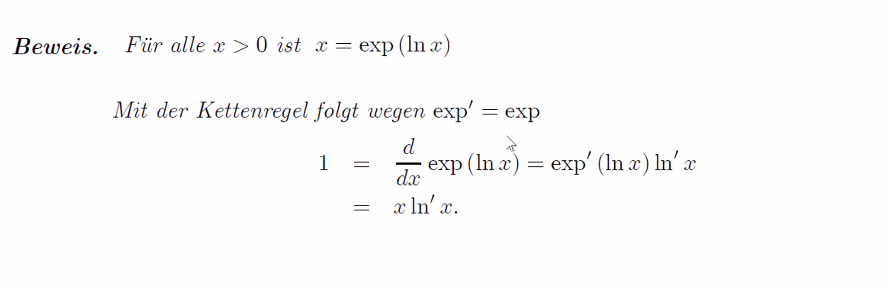 Beweis. Für alle x > 0 ist x = exp (ln x)
Mit der Kettenregel folgt wegen exp′ = exp
1 = d/dx exp (ln x) = exp′ (ln x) ln′ x
= x ln′ x.